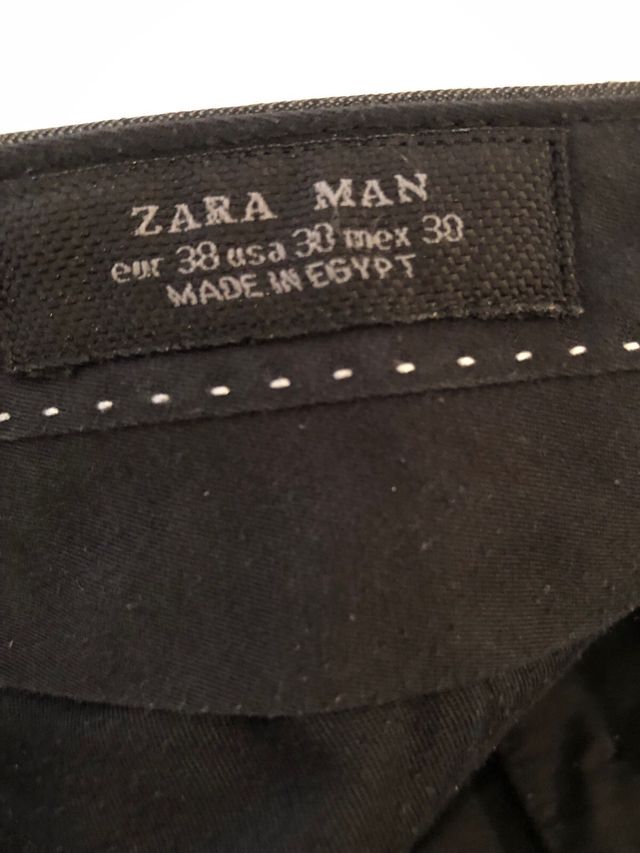 ZARA MAN
eur 38 usa 30 mex 30
MADE IN EGYPT